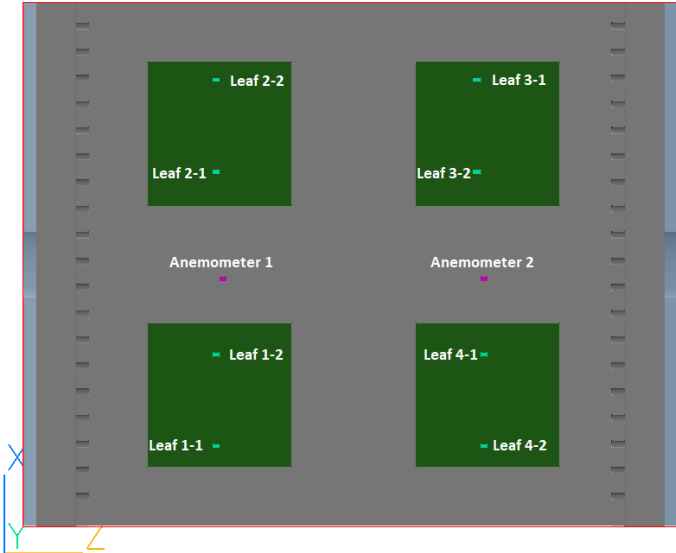 Leaf 2-2
Leaf 3-1
Leaf 2-1
Leaf 3-2
Anemometer 1
Anemometer 2
Leaf 1-2
Leaf 4-1
Leaf 1-1
Leaf 4-2
X
Y
Z